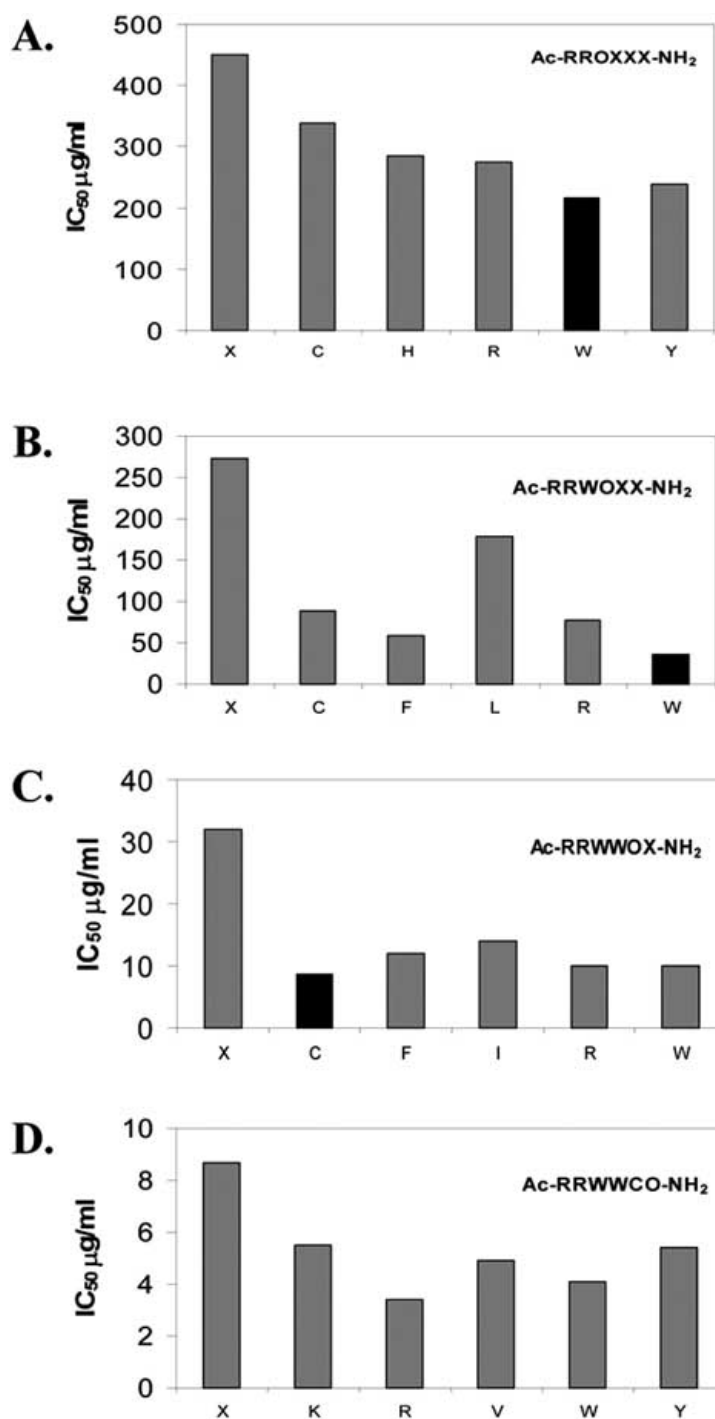 A.
Ac-RROXXX-NH₂
IC₅₀ μg/ml
500
400
300
200
100
0
X C H R W Y
B.
Ac-RRWOXX-NH₂
IC₅₀ μg/ml
300
250
200
150
100
50
0
X C F L R W
C.
Ac-RRWWOX-NH₂
IC₅₀ μg/ml
40
30
20
10
0
X C F I R W
D.
Ac-RRWWCO-NH₂
IC₅₀ μg/ml
10
8
6
4
2
0
X K R V W Y